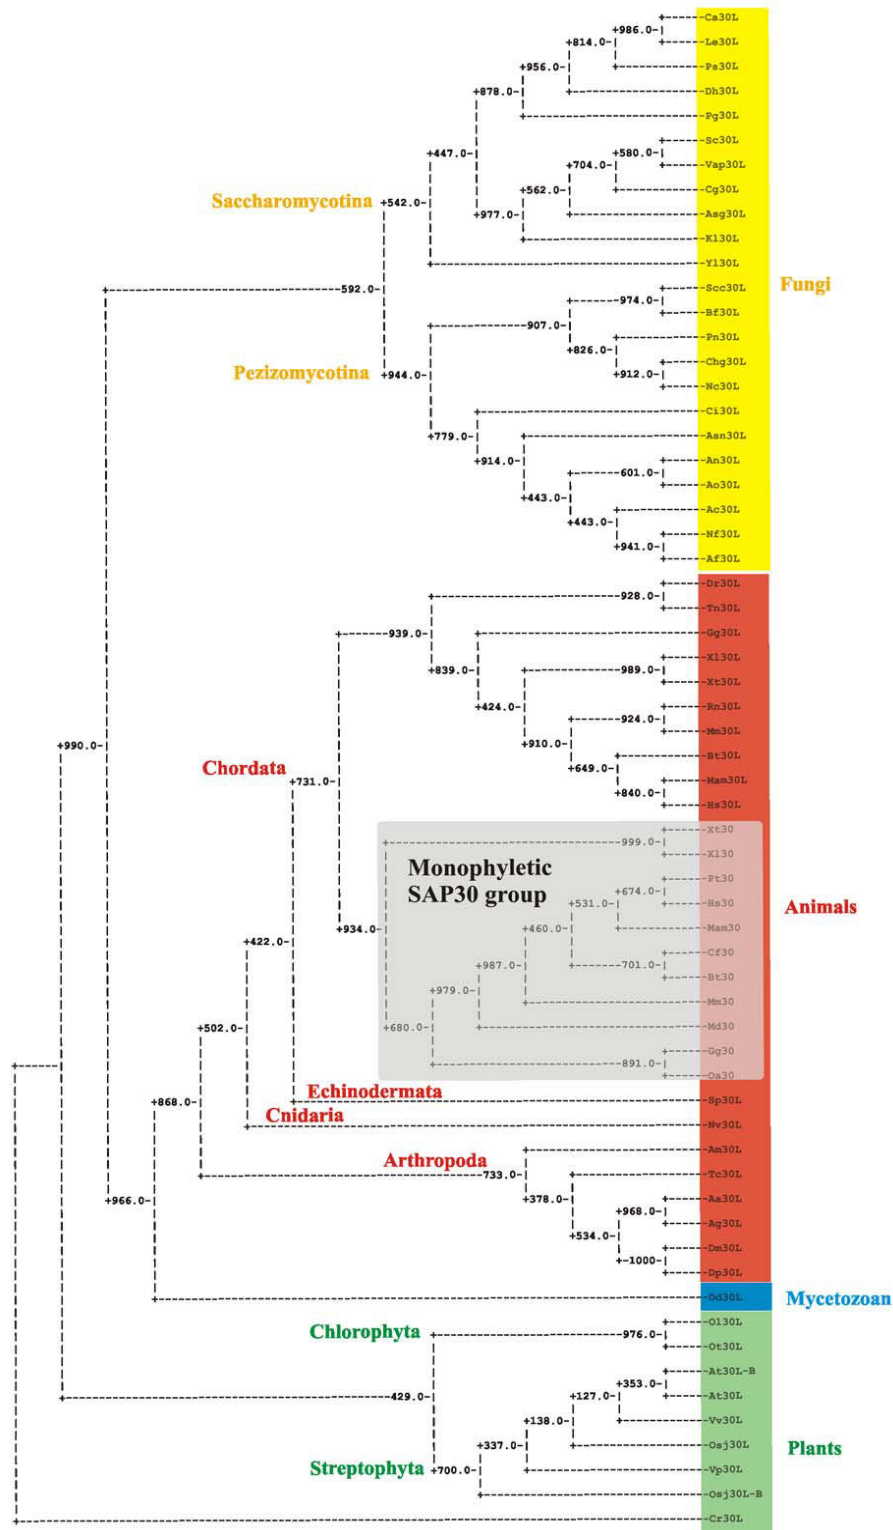 Ca30L
+986.0-
Le30L
+814.0-
Ps30L
+956.0-
Dh30L
+878.0-
Pg30L
Sc30L
+580.0-
Vap30L
+447.0-
+704.0-
Cg30L
+562.0-
Saccharomycotina
+542.0-
Asg30L
+977.0-
Kl30L
Yl30L
Fungi
592.0-
Scc30L
974.0-
Bf30L
907.0-
Pn30L
+826.0-
Chg30L
Pezizomycotina
+944.0-
+912.0-
Nc30L
Ci30L
+779.0-
Asn30L
+914.0-
An30L
601.0-
Ao30L
+443.0-
Ac30L
+443.0-
Nf30L
+941.0-
Af30L
Dr30L
928.0-
Tn30L
939.0-
Gg30L
Xl30L
+839.0-
989.0-
Xt30L
+424.0-
Rn30L
924.0-
Mm30L
+990.0-
+910.0-
Bt30L
Chordata
+649.0-
+731.0-
Mam30L
+840.0-
Hs30L
Xt30
999.0-
Xl30
Monophyletic
SAP30 group
Pt30
+674.0-
Hs30
+531.0-
Animals
+934.0-
+460.0-
Mam30
+422.0-
Cf30
+987.0-
701.0-
Bt30
+979.0-
Mm30
+502.0-
+680.0-
Md30
Gg30
891.0-
Oa30
Echinodermata
+868.0-
Sp30L
Cnidaria
Nv30L
Am30L
Arthropoda
733.0-
Tc30L
+966.0-
+378.0-
Aa30L
+968.0-
Ag30L
+534.0-
Dm30L
+-1000-
Dp30L
Dd30L
Mycetozoan
Ol30L
Chlorophyta
976.0-
Ot30L
At30L-B
+353.0-
429.0-
+127.0-
At30L
+138.0-
Vv30L
+337.0-
Osj30L
Plants
Streptophyta
+700.0-
Vp30L
Osj30L-B
Cr30L